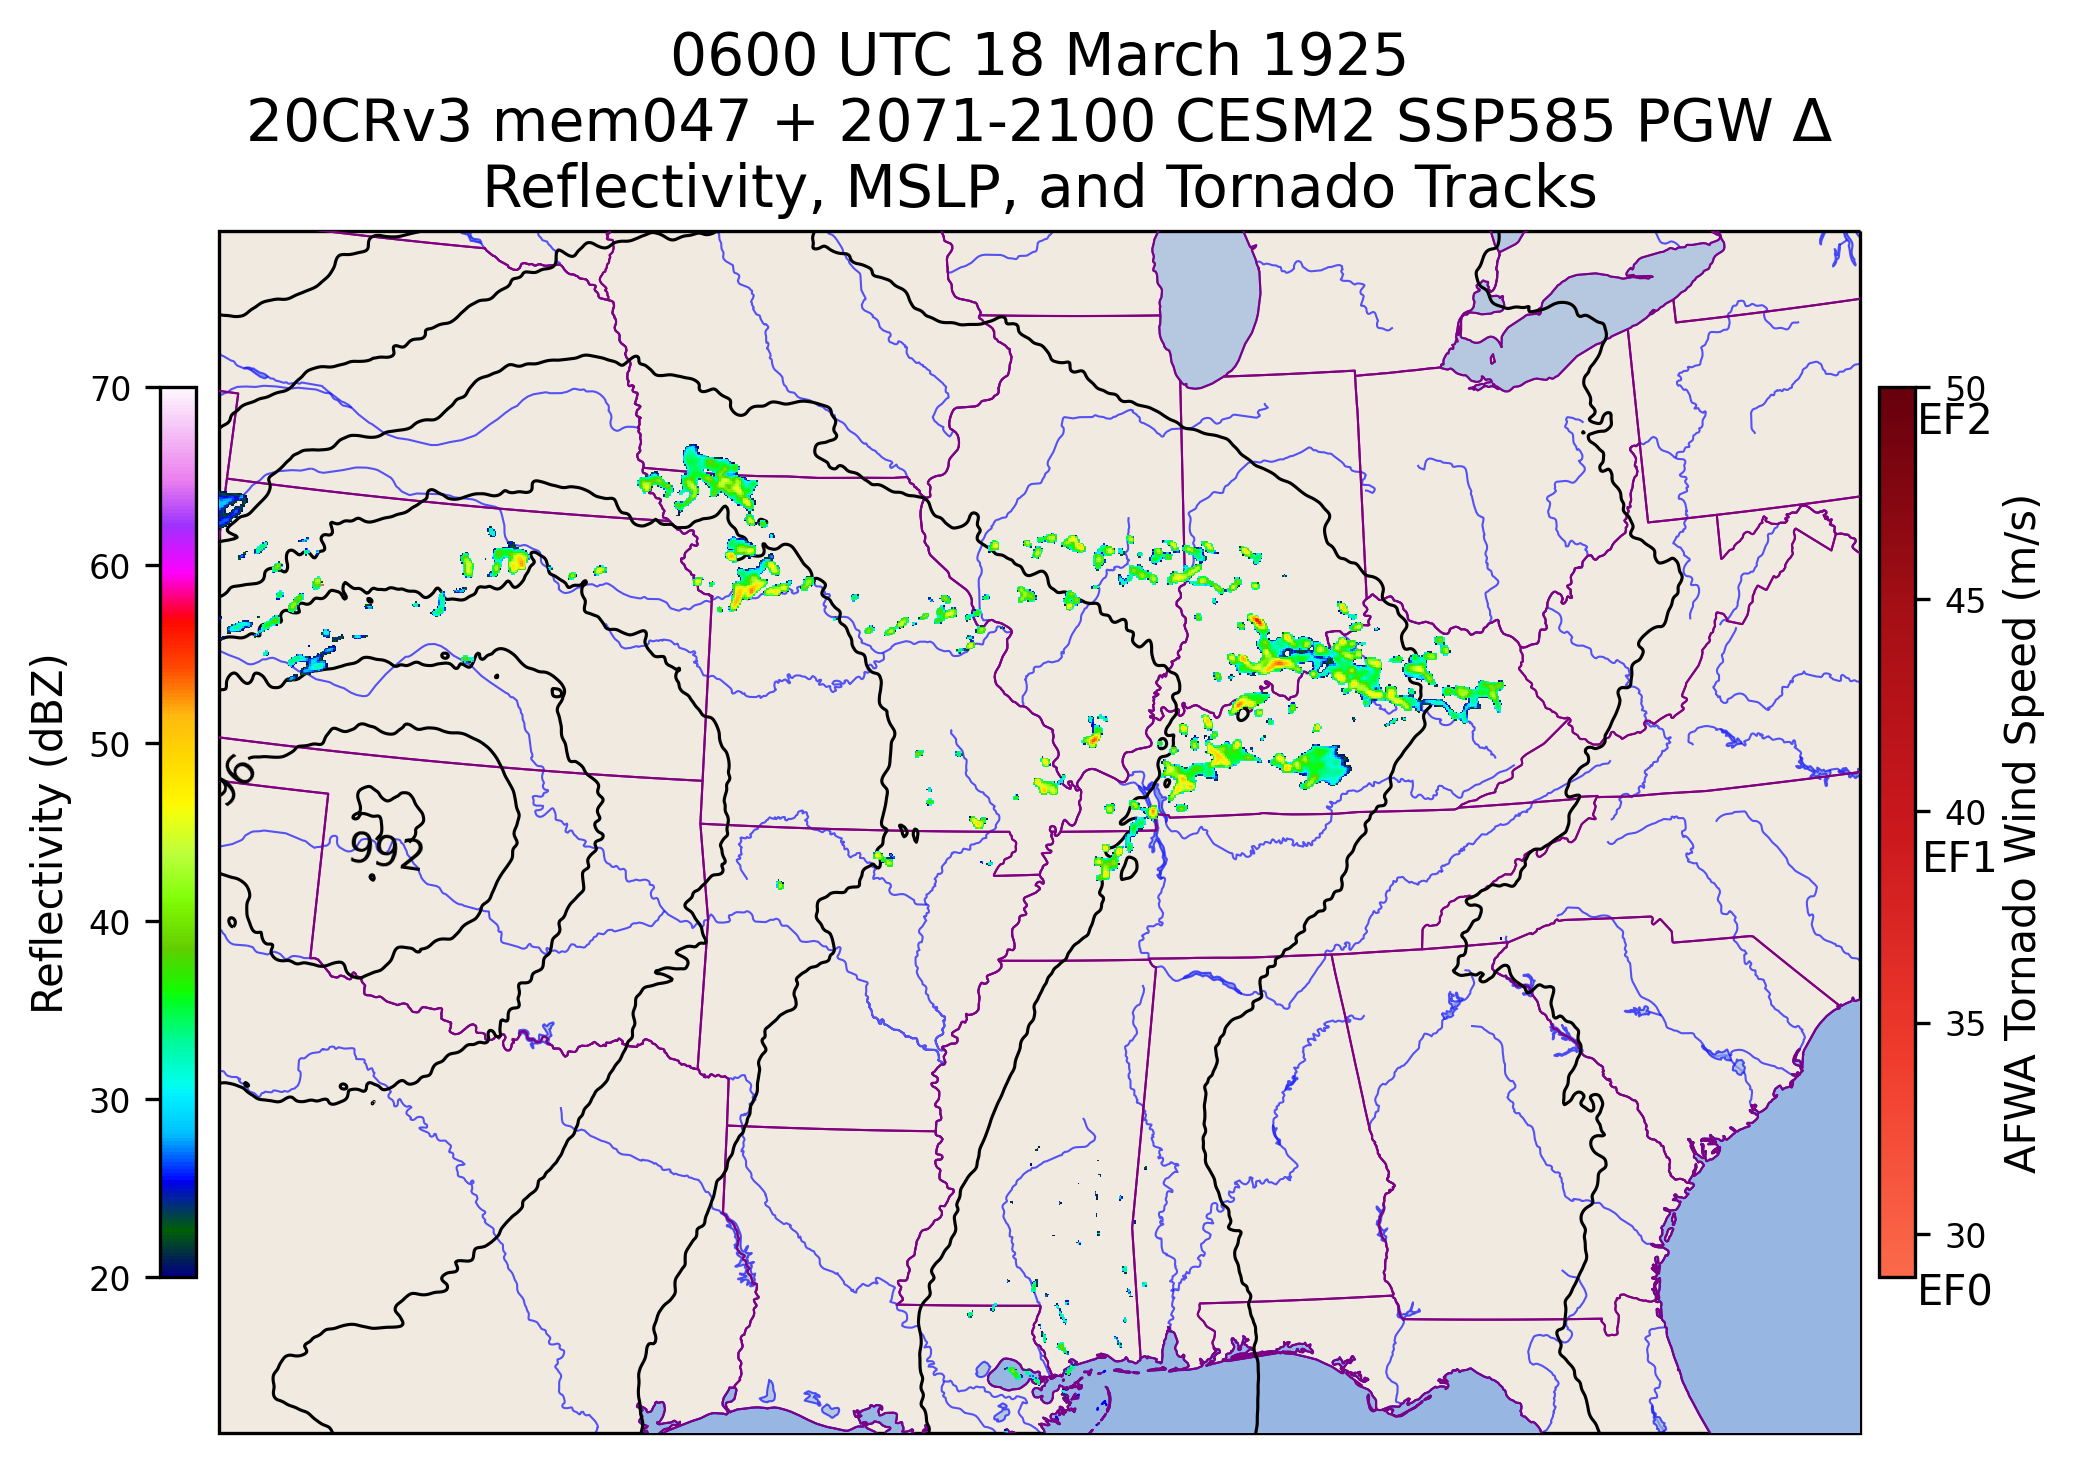 0600 UTC 18 March 1925
20CRv3 mem047 + 2071-2100 CESM2 SSP585 PGW Δ
Reflectivity, MSLP, and Tornado Tracks
Reflectivity (dBZ)
70
60
50
40
30
20
992
50
EF2
45
40
EF1
35
30
EF0
AFWA Tornado Wind Speed (m/s)